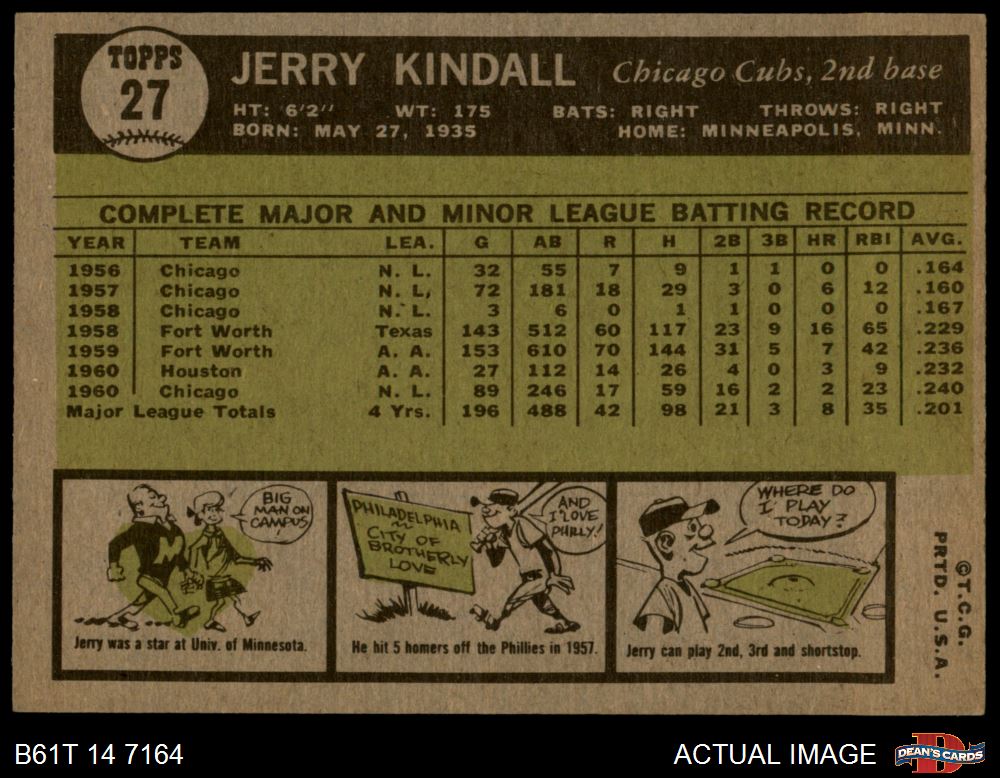 TOPPS
27
JERRY KINDALL Chicago Cubs, 2nd base
HT: 6'2" WT: 175 BATS: RIGHT THROWS: RIGHT
BORN: MAY 27, 1935 HOME: MINNEAPOLIS, MINN.
COMPLETE MAJOR AND MINOR LEAGUE BATTING RECORD
YEAR TEAM LEA. G AB R H 2B 3B HR RBI AVG.
1956 Chicago N. L. 32 55 7 9 1 1 0 0 .164
1957 Chicago N. L. 72 181 18 29 3 0 6 12 .160
1958 Chicago N. L. 3 6 0 1 1 0 0 0 .167
1958 Fort Worth Texas 143 512 60 117 23 9 16 65 .229
1959 Fort Worth A. A. 153 610 70 144 31 5 7 42 .236
1960 Houston A. A. 27 112 14 26 4 0 3 9 .232
1960 Chicago N. L. 89 246 17 59 16 2 2 23 .240
Major League Totals 4 Yrs. 196 488 42 98 21 3 8 35 .201
BIG
MAN ON
CAMPUS!
M
Jerry was a star at Univ. of Minnesota.
PHILADELPHIA
~
CITY OF
BROTHERLY
LOVE
AND
I LOVE
PHILLY!
He hit 5 homers off the Phillies in 1957.
WHERE DO
I PLAY
TODAY?
Jerry can play 2nd, 3rd and shortstop.
©T.C.G.
PRTD. U.S.A.
B61T 14 7164
ACTUAL IMAGE
D
DEAN'S CARDS